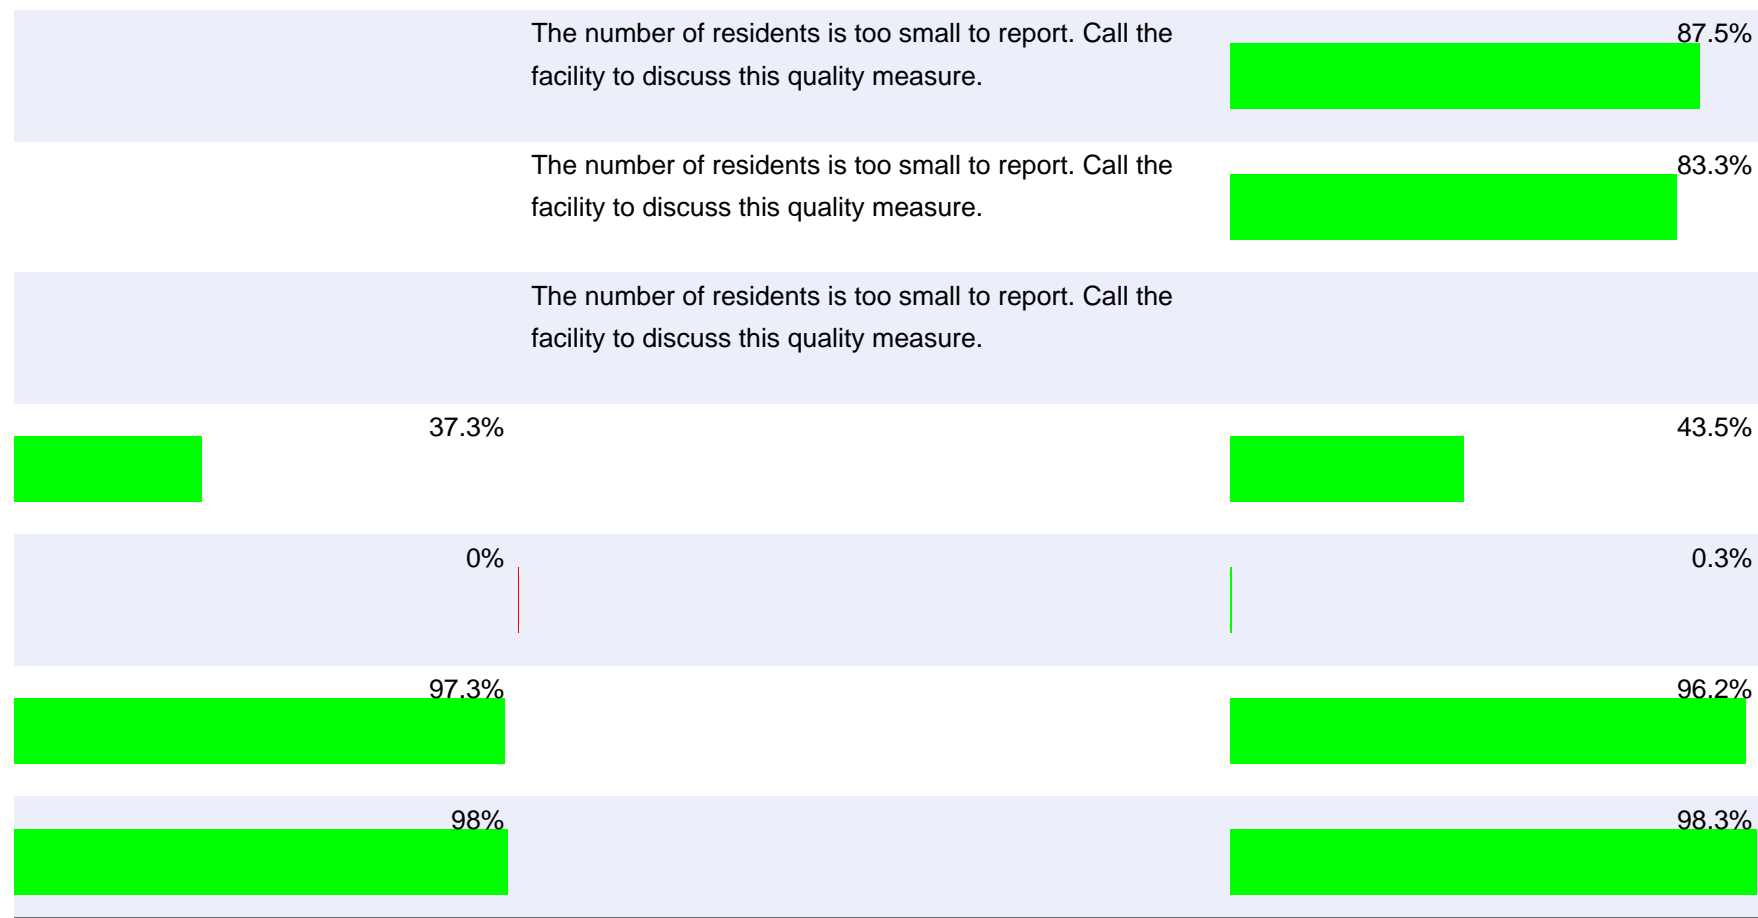 The number of residents is too small to report. Call the
facility to discuss this quality measure.
87.5%
The number of residents is too small to report. Call the
facility to discuss this quality measure.
83.3%
The number of residents is too small to report. Call the
facility to discuss this quality measure.
37.3%
43.5%
0%
0.3%
97.3%
96.2%
98%
98.3%